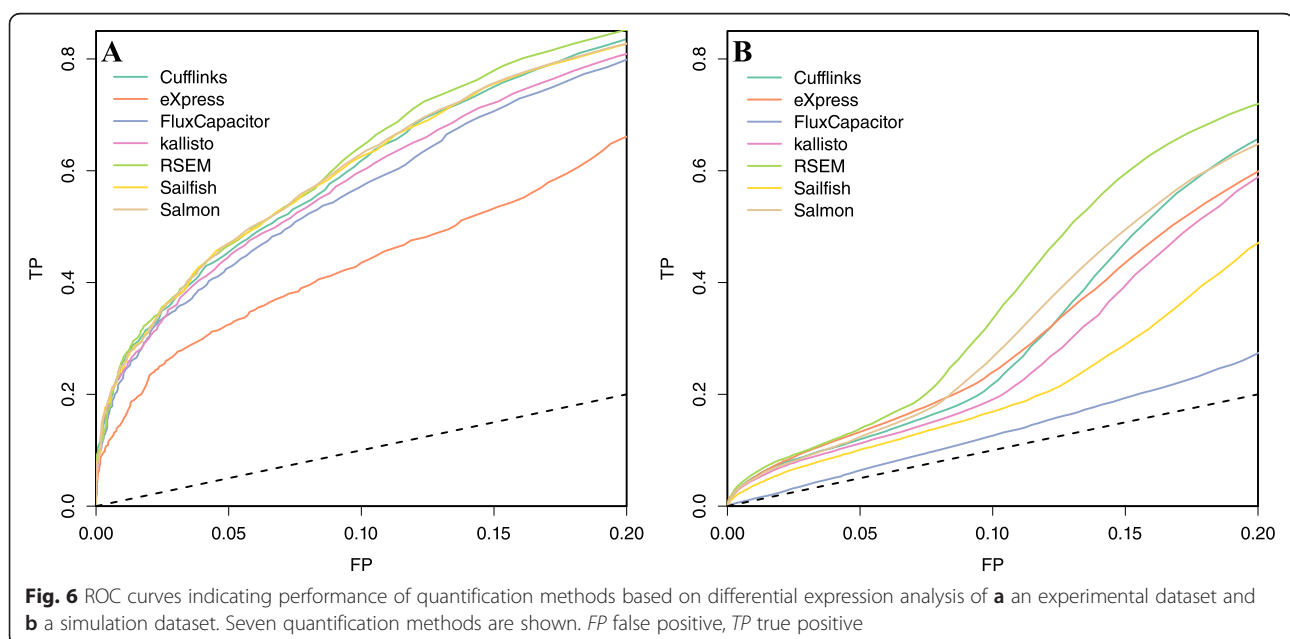 A
Cufflinks
eXpress
FluxCapacitor
kallisto
RSEM
Sailfish
Salmon
TP
0.0
0.2
0.4
0.6
0.8
0.00
0.05
0.10
0.15
0.20
FP
B
Cufflinks
eXpress
FluxCapacitor
kallisto
RSEM
Sailfish
Salmon
TP
0.0
0.2
0.4
0.6
0.8
0.00
0.05
0.10
0.15
0.20
FP
Fig. 6 ROC curves indicating performance of quantification methods based on differential expression analysis of a an experimental dataset and
b a simulation dataset. Seven quantification methods are shown. FP false positive, TP true positive